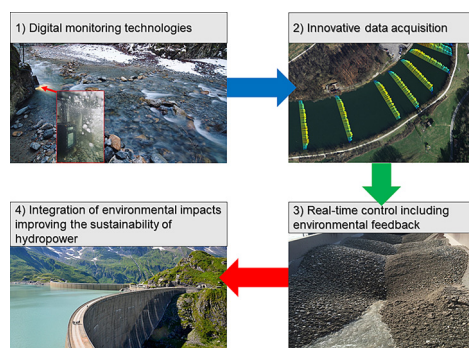 1) Digital monitoring technologies
2) Innovative data acquisition
3) Real-time control including
environmental feedback
4) Integration of environmental impacts
improving the sustainability of
hydropower